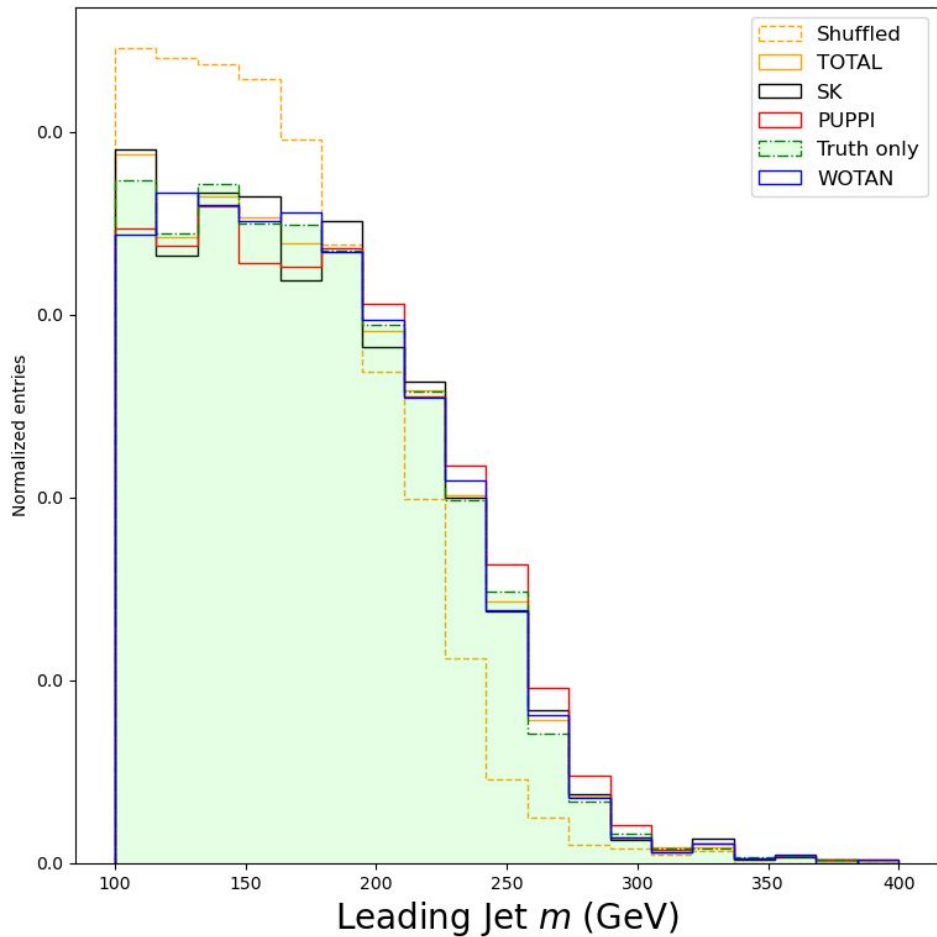 Shuffled
TOTAL
SK
PUPPI
Truth only
WOTAN
0.0
0.0
0.0
0.0
0.0
Normalized entries
100
150
200
250
300
350
400
Leading Jet m (GeV)